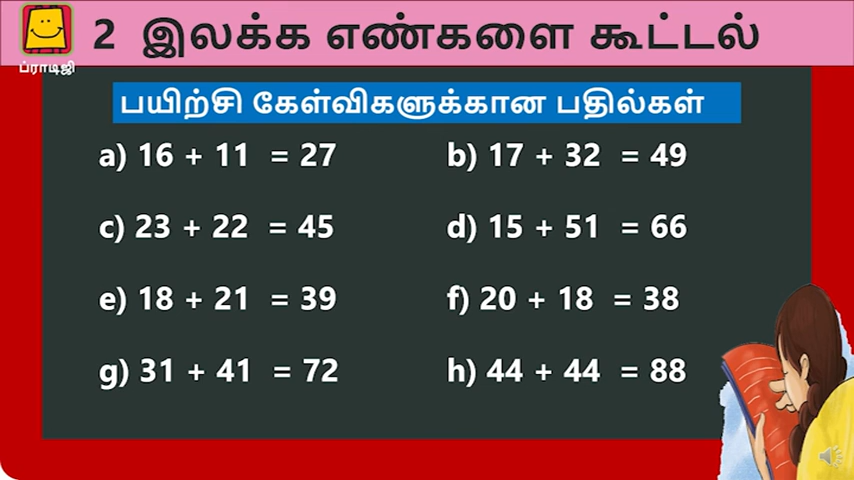 2 இலக்க எண்களை கூட்டல்
ப்ராடிஜி
பயிற்சி கேள்விகளுக்கான பதில்கள்
a) 16 + 11 = 27
b) 17 + 32 = 49
c) 23 + 22 = 45
d) 15 + 51 = 66
e) 18 + 21 = 39
f) 20 + 18 = 38
g) 31 + 41 = 72
h) 44 + 44 = 88